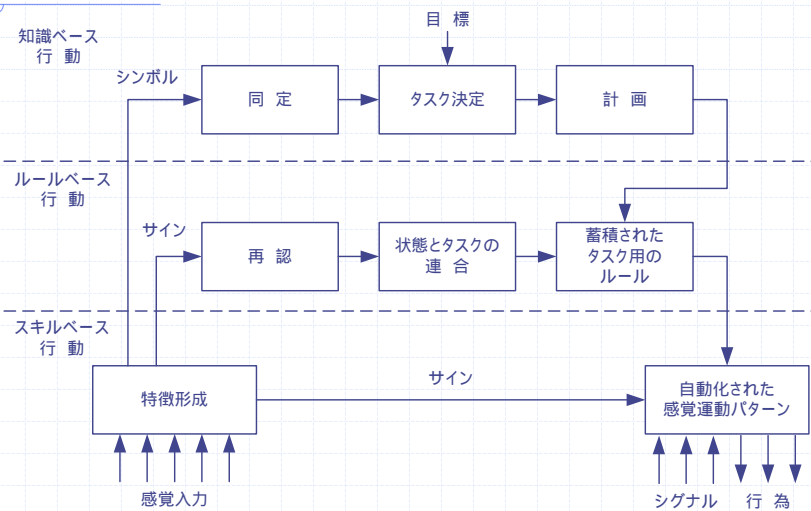 目 標
知識ベース
行 動
シンボル
同 定
タスク決定
計 画
ルールベース
行 動
サイン
再 認
状態とタスクの
連 合
蓄積された
タスク用の
ルール
スキルベース
行 動
特徴形成
サイン
自動化された
感覚運動パターン
感覚入力
シグナル
行 為